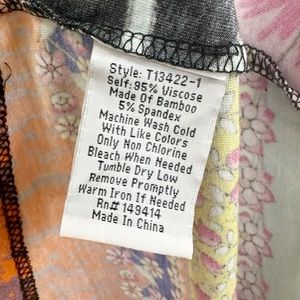 Style: T13422-1
Self: 95% Viscose
Made Of Bamboo
5% Spandex
Machine Wash Cold
With Like Colors
Only Non Chlorine
Bleach When Needed
Tumble Dry Low
Remove Promptly
Warm Iron If Needed
Rn# 149414
Made In China